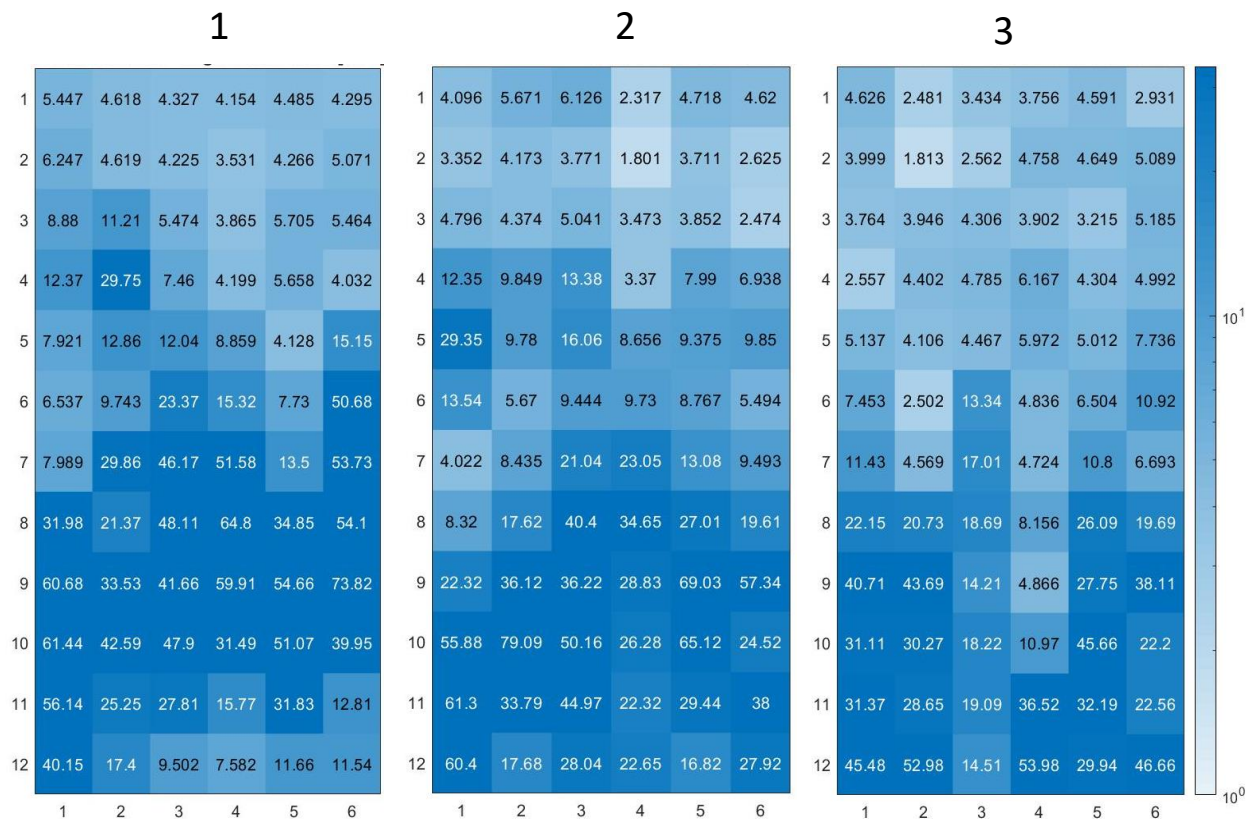 1 2 3
1 5.447 4.618 4.327 4.154 4.485 4.295
2 6.247 4.619 4.225 3.531 4.266 5.071
3 8.88 11.21 5.474 3.865 5.705 5.464
4 12.37 29.75 7.46 4.199 5.658 4.032
5 7.921 12.86 12.04 8.859 4.128 15.15
6 6.537 9.743 23.37 15.32 7.73 50.68
7 7.989 29.86 46.17 51.58 13.5 53.73
8 31.98 21.37 48.11 64.8 34.85 54.1
9 60.68 33.53 41.66 59.91 54.66 73.82
10 61.44 42.59 47.9 31.49 51.07 39.95
11 56.14 25.25 27.81 15.77 31.83 12.81
12 40.15 17.4 9.502 7.582 11.66 11.54
1 2 3 4 5 6
1 4.096 5.671 6.126 2.317 4.718 4.62
2 3.352 4.173 3.771 1.801 3.711 2.625
3 4.796 4.374 5.041 3.473 3.852 2.474
4 12.35 9.849 13.38 3.37 7.99 6.938
5 29.35 9.78 16.06 8.656 9.375 9.85
6 13.54 5.67 9.444 9.73 8.767 5.494
7 4.022 8.435 21.04 23.05 13.08 9.493
8 8.32 17.62 40.4 34.65 27.01 19.61
9 22.32 36.12 36.22 28.83 69.03 57.34
10 55.88 79.09 50.16 26.28 65.12 24.52
11 61.3 33.79 44.97 22.32 29.44 38
12 60.4 17.68 28.04 22.65 16.82 27.92
1 2 3 4 5 6
1 4.626 2.481 3.434 3.756 4.591 2.931
2 3.999 1.813 2.562 4.758 4.649 5.089
3 3.764 3.946 4.306 3.902 3.215 5.185
4 2.557 4.402 4.785 6.167 4.304 4.992
5 5.137 4.106 4.467 5.972 5.012 7.736
6 7.453 2.502 13.34 4.836 6.504 10.92
7 11.43 4.569 17.01 4.724 10.8 6.693
8 22.15 20.73 18.69 8.156 26.09 19.69
9 40.71 43.69 14.21 4.866 27.75 38.11
10 31.11 30.27 18.22 10.97 45.66 22.2
11 31.37 28.65 19.09 36.52 32.19 22.56
12 45.48 52.98 14.51 53.98 29.94 46.66
1 2 3 4 5 6
10¹
10⁰